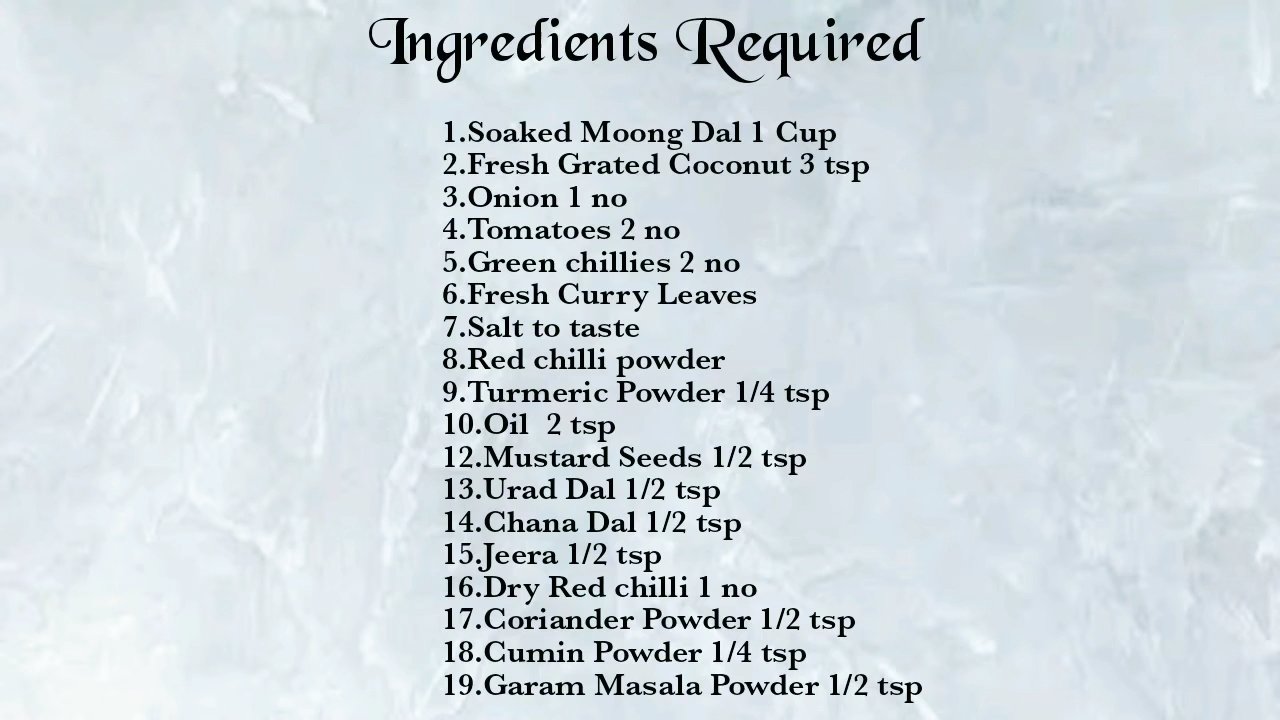 Ingredients Required
1.Soaked Moong Dal 1 Cup
2.Fresh Grated Coconut 3 tsp
3.Onion 1 no
4.Tomatoes 2 no
5.Green chillies 2 no
6.Fresh Curry Leaves
7.Salt to taste
8.Red chilli powder
9.Turmeric Powder 1/4 tsp
10.Oil  2 tsp
12.Mustard Seeds 1/2 tsp
13.Urad Dal 1/2 tsp
14.Chana Dal 1/2 tsp
15.Jeera 1/2 tsp
16.Dry Red chilli 1 no
17.Coriander Powder 1/2 tsp
18.Cumin Powder 1/4 tsp
19.Garam Masala Powder 1/2 tsp